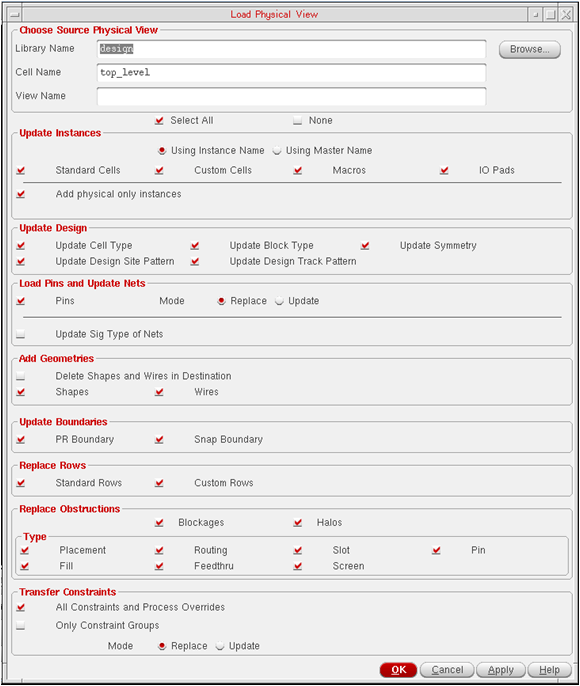 Load Physical View
Choose Source Physical View
Library Name design Browse...
Cell Name top_level
View Name
Select All None
Update Instances
Using Instance Name Using Master Name
Standard Cells Custom Cells Macros IO Pads
Add physical only instances
Update Design
Update Cell Type Update Block Type Update Symmetry
Update Design Site Pattern Update Design Track Pattern
Load Pins and Update Nets
Pins Mode Replace Update
Update Sig Type of Nets
Add Geometries
Delete Shapes and Wires in Destination
Shapes Wires
Update Boundaries
PR Boundary Snap Boundary
Replace Rows
Standard Rows Custom Rows
Replace Obstructions
Blockages Halos
Type
Placement Routing Slot Pin
Fill Feedthru Screen
Transfer Constraints
All Constraints and Process Overrides
Only Constraint Groups
Mode Replace Update
OK Cancel Apply Help